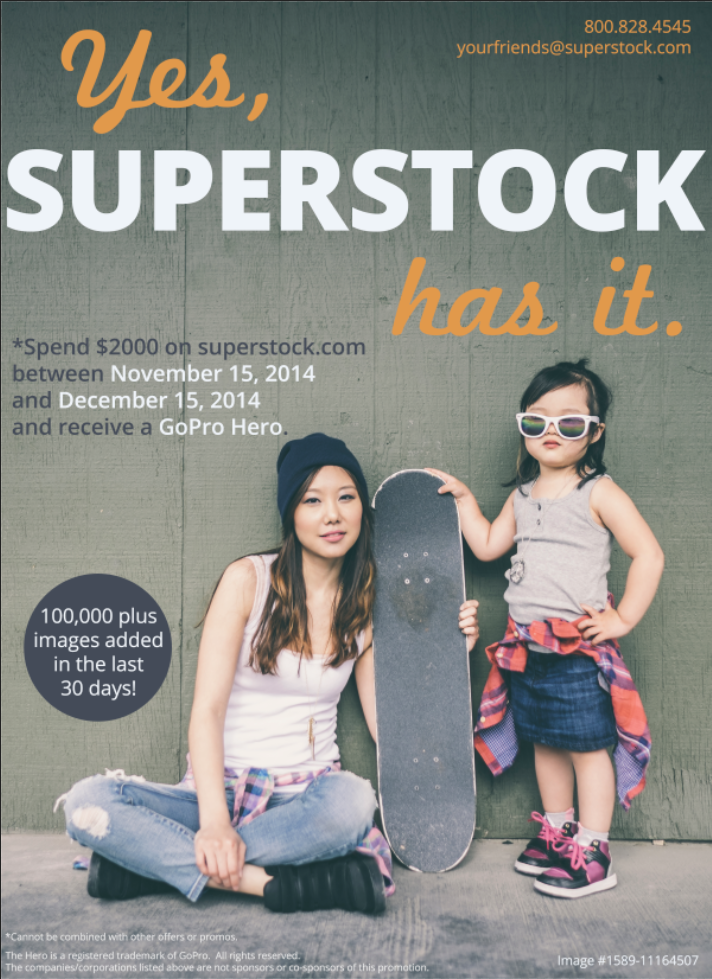 800.828.4545
yourfriends@superstock.com
Yes,
SUPERSTOCK
has it.
*Spend $2000 on superstock.com
between November 15, 2014
and December 15, 2014
and receive a GoPro Hero.
100,000 plus
images added
in the last
30 days!
*Cannot be combined with other offers or promos.
The Hero is a registered trademark of GoPro. All rights reserved.
The companies/corporations listed above are not sponsors or co-sponsors of this promotion.
Image #1589-11164507